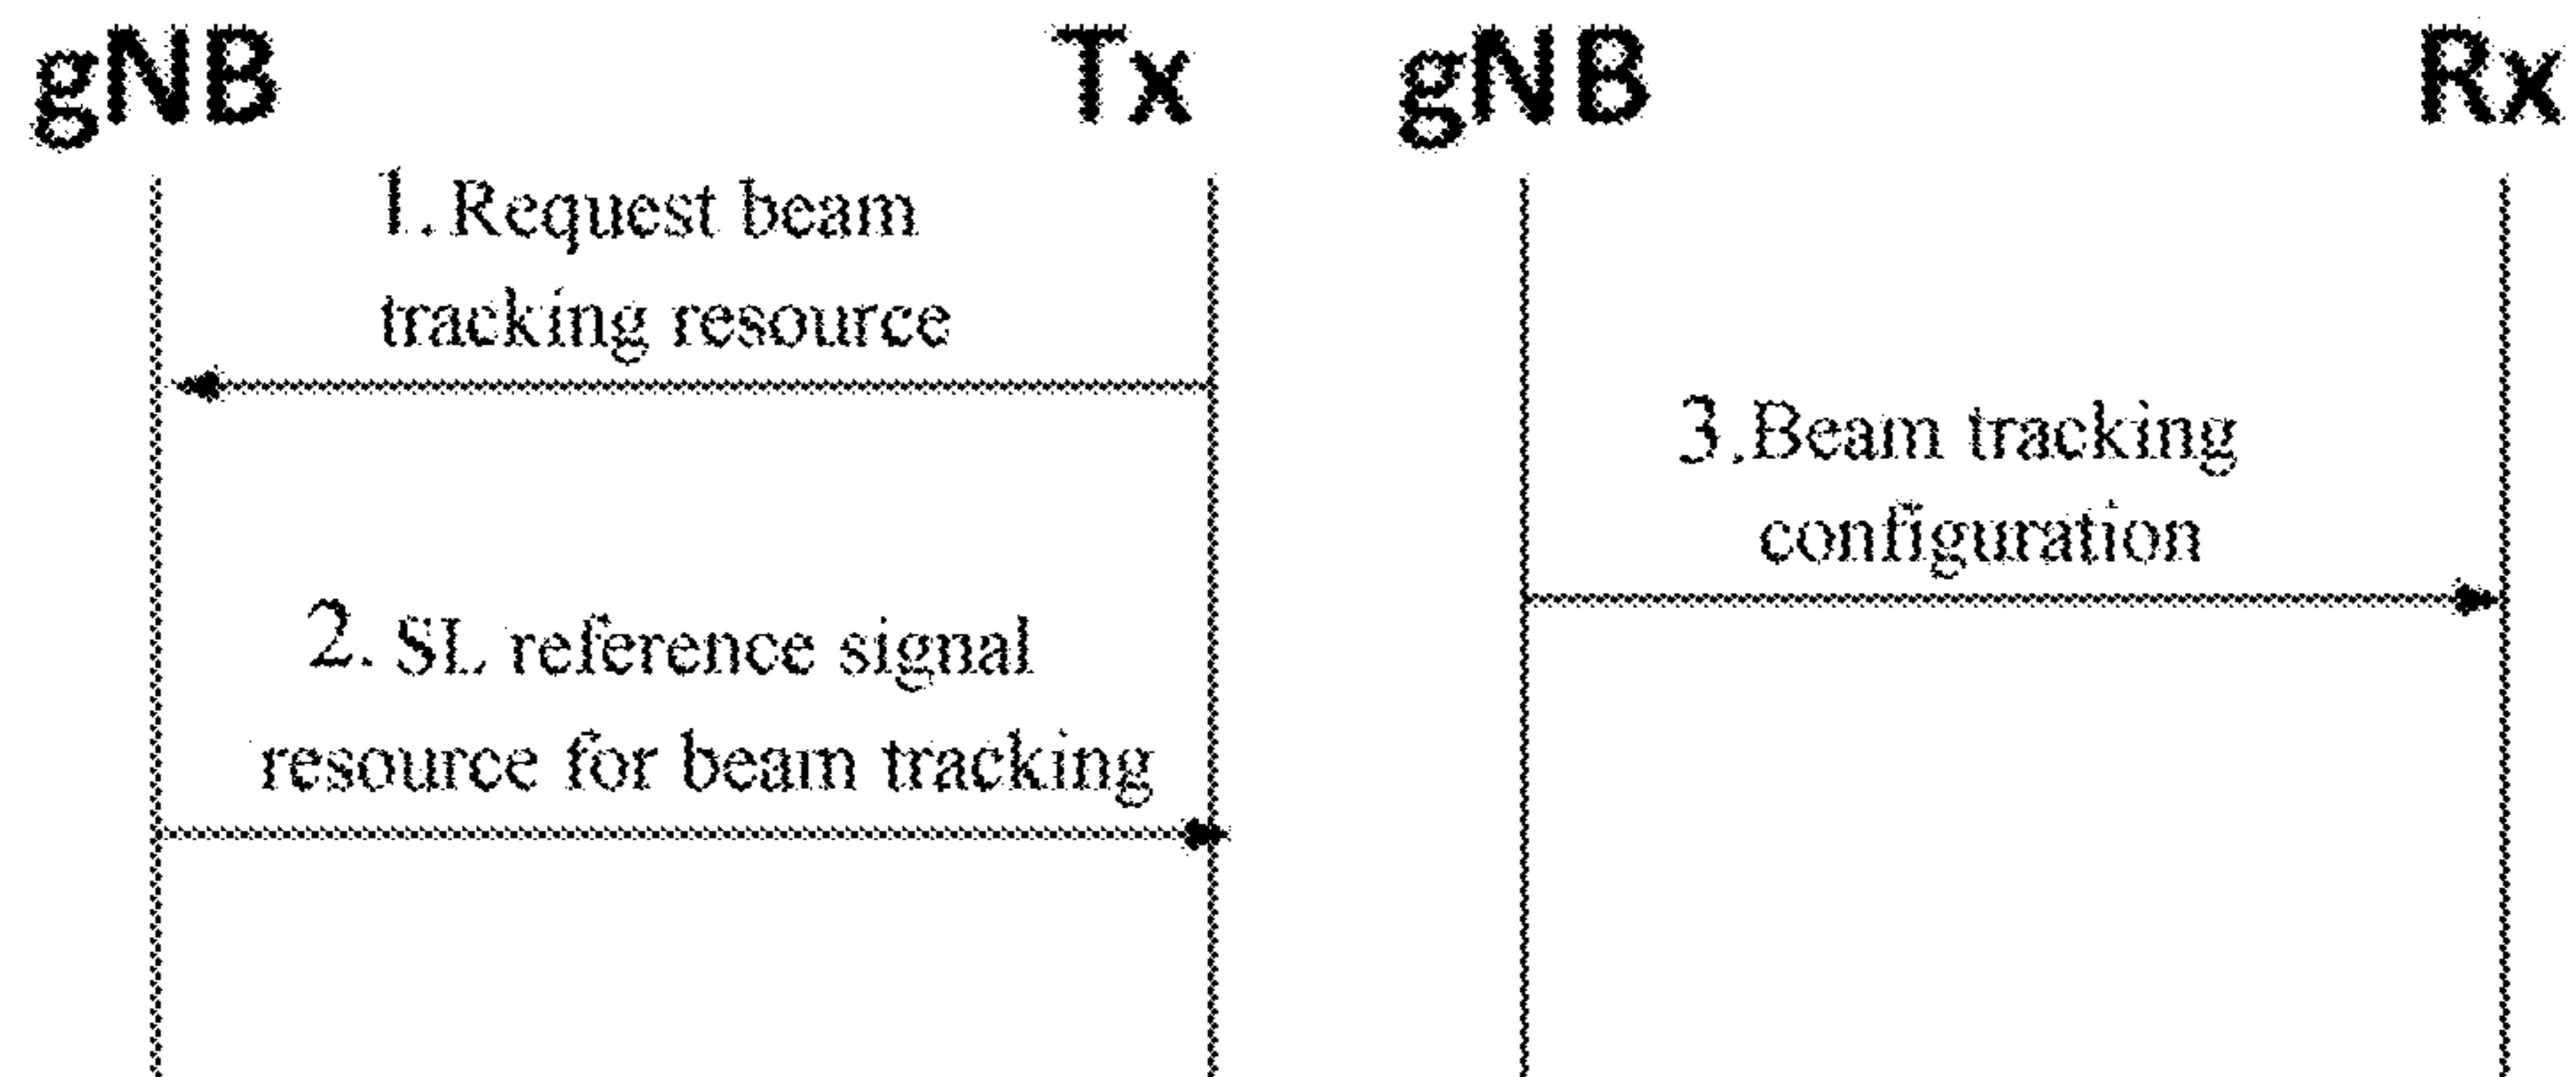 gNB Tx gNB Rx
1. Request beam
tracking resource
2. SL reference signal
resource for beam tracking
3. Beam tracking
configuration